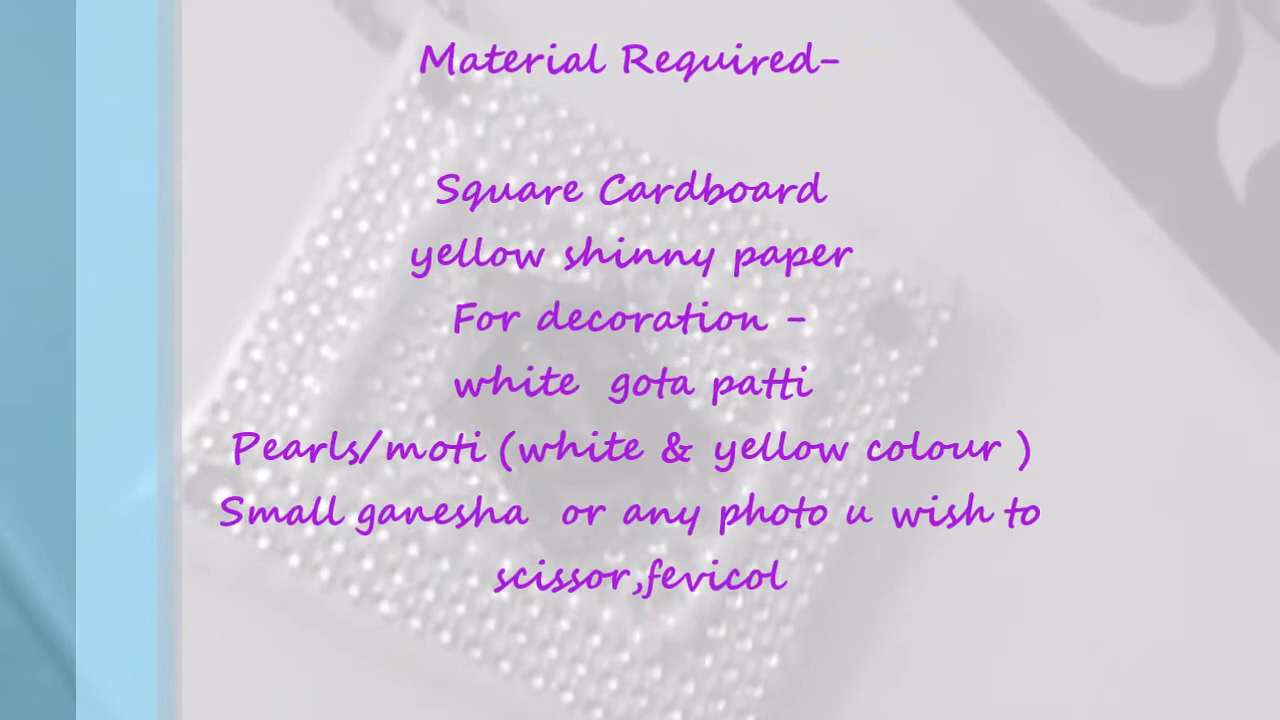 Material Required-
Square Cardboard
yellow shinny paper
For decoration -
white gota patti
Pearls/moti (white & yellow colour )
Small ganesha or any photo u wish to
scissor,fevicol